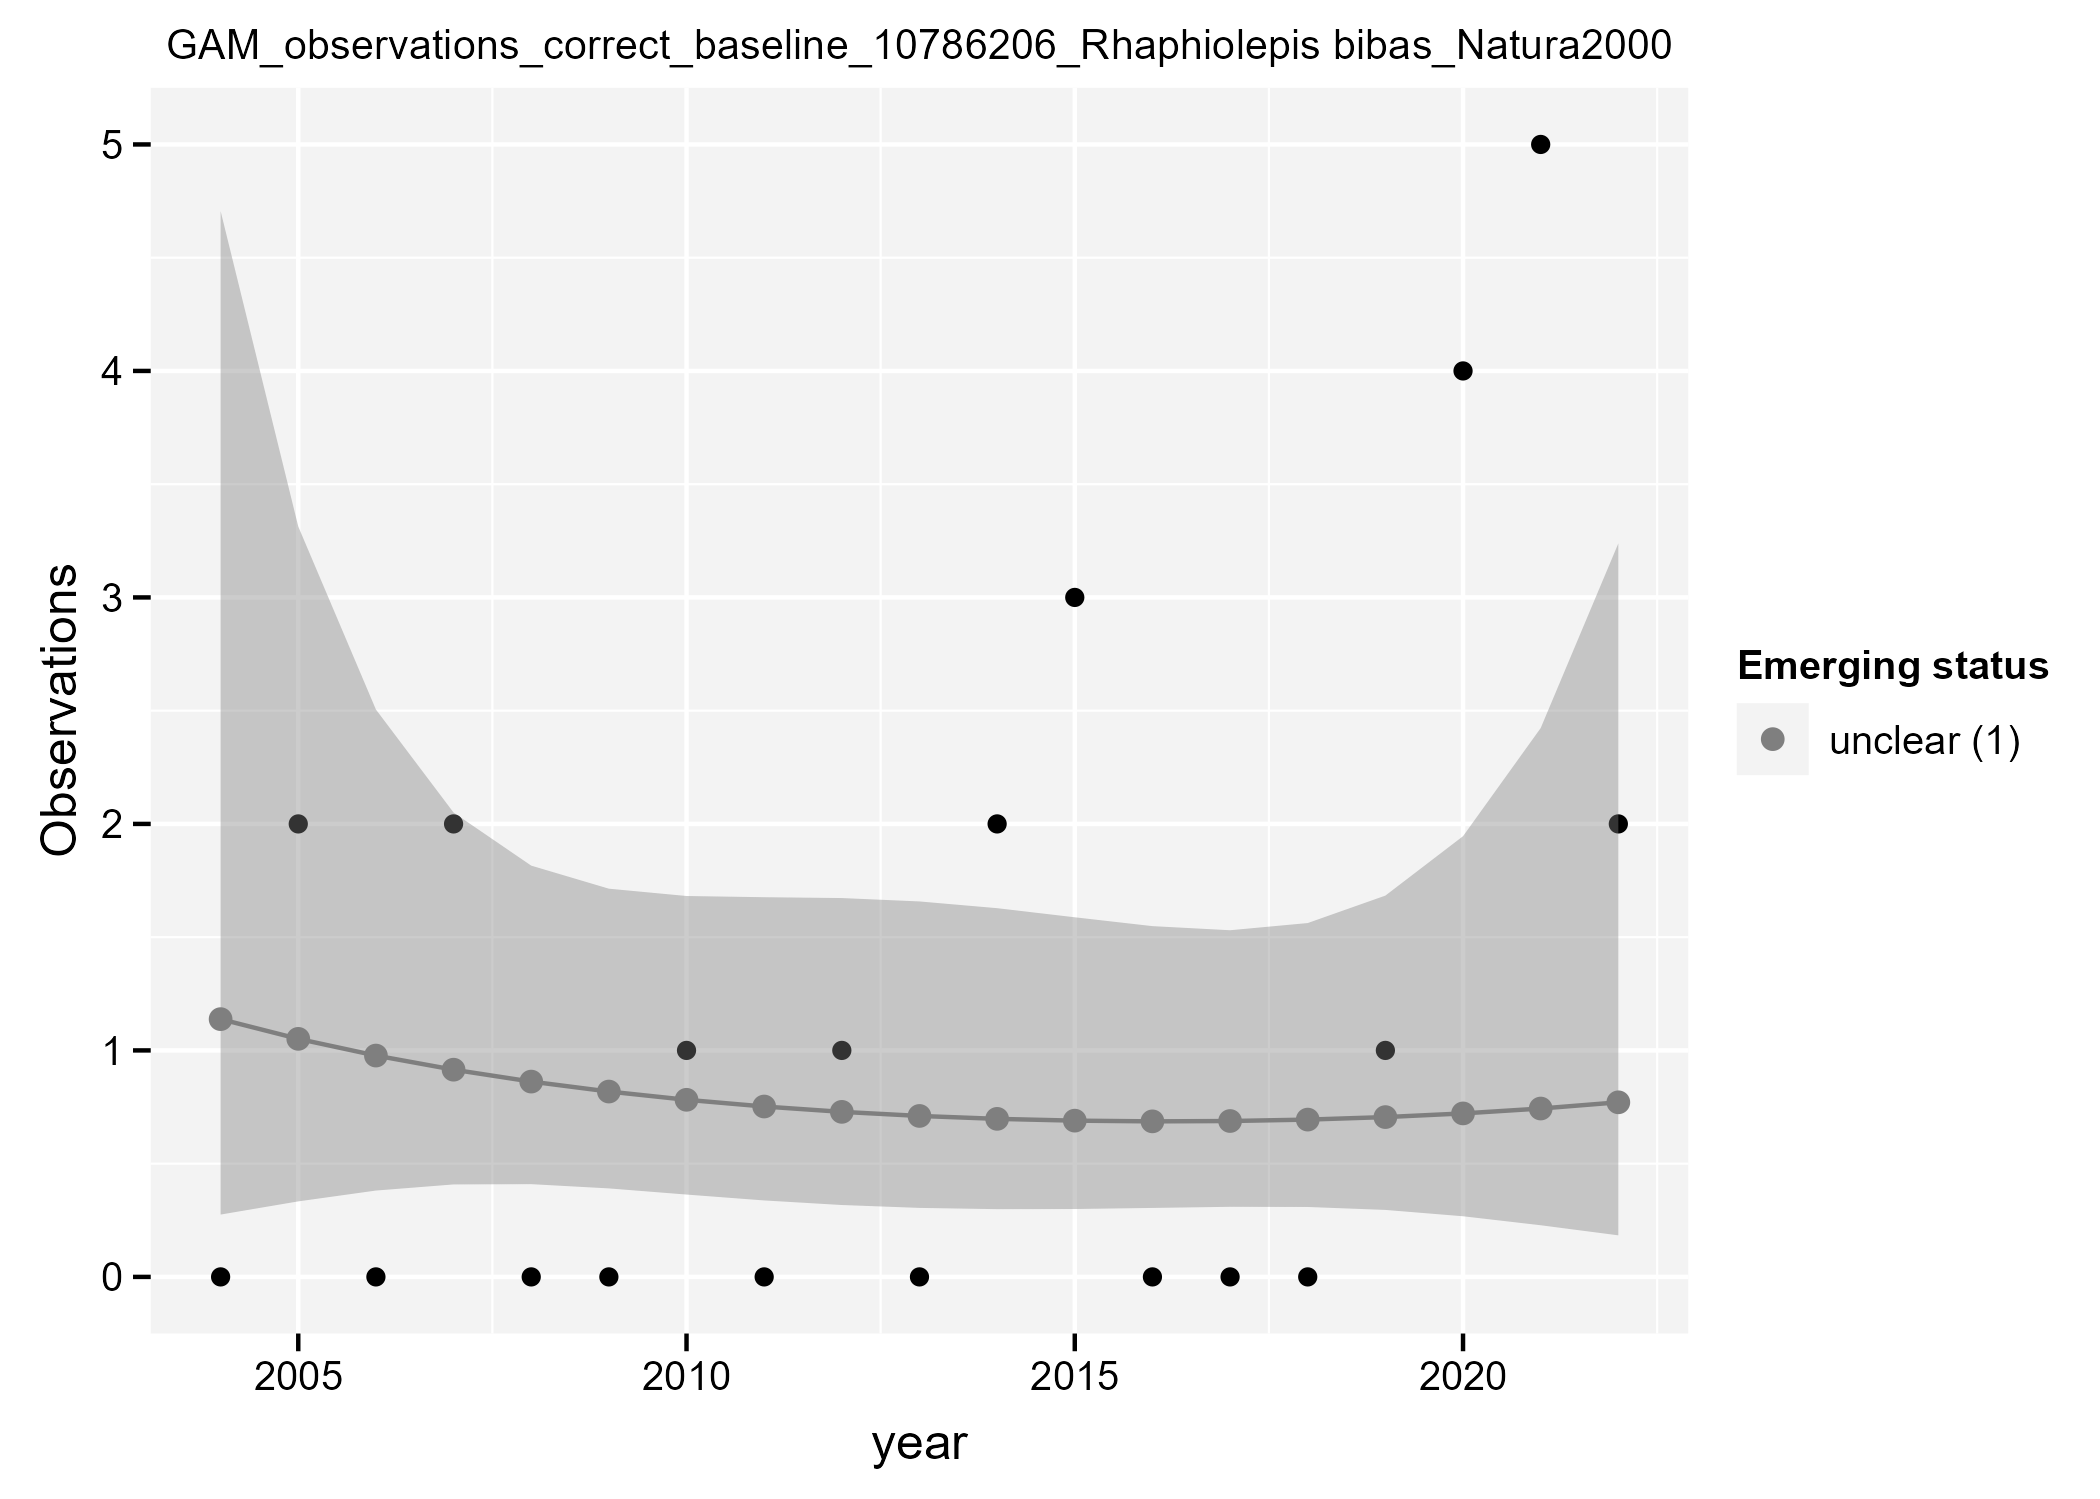 GAM_observations_correct_baseline_10786206_Rhaphiolepis bibas_Natura2000
5
4
3
2
1
0
Observations
2005
2010
2015
2020
year
Emerging status
unclear (1)